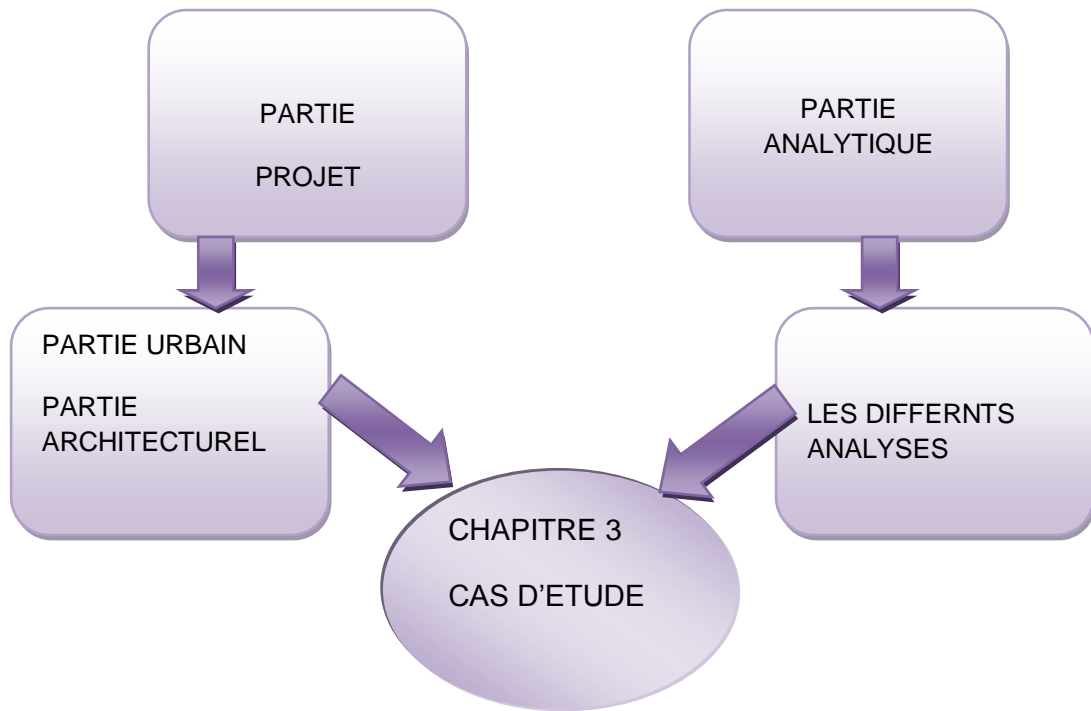 PARTIE
PROJET
PARTIE
ANALYTIQUE
PARTIE URBAIN
PARTIE
ARCHITECTUREL
LES DIFFERNTS
ANALYSES
CHAPITRE 3
CAS D'ETUDE